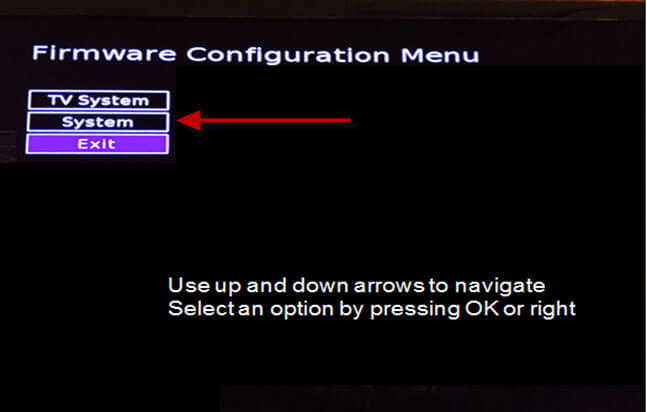 Firmware Configuration Menu
TV System
System
Exit
Use up and down arrows to navigate
Select an option by pressing OK or right